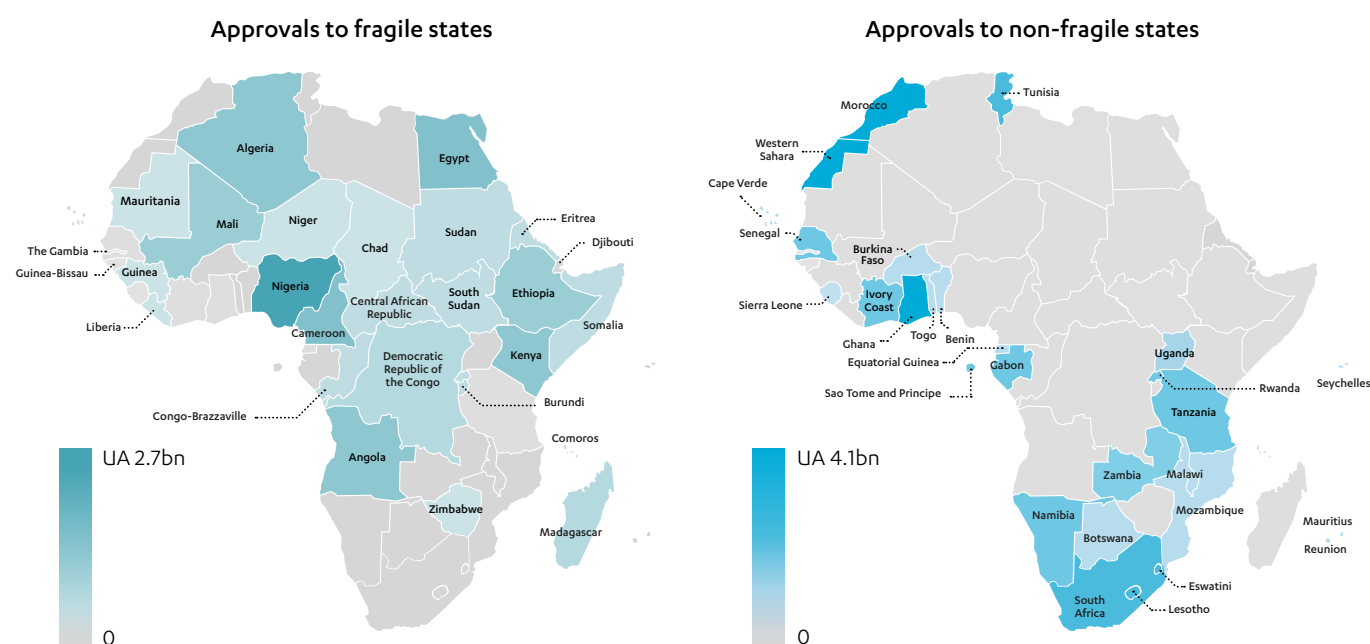 Approvals to fragile states
Algeria
Egypt
Mauritania
Mali
Niger
Chad
Sudan
Eritrea
Djibouti
The Gambia
Guinea-Bissau
Guinea
Nigeria
Central African
Republic
South
Sudan
Ethiopia
Somalia
Liberia
Cameroon
Democratic
Republic of
the Congo
Kenya
Congo-Brazzaville
Burundi
Comoros
Angola
Zimbabwe
Madagascar
UA 2.7bn
0
Approvals to non-fragile states
Tunisia
Morocco
Western
Sahara
Cape Verde
Senegal
Burkina
Faso
Sierra Leone
Ivory
Coast
Ghana
Togo
Benin
Equatorial Guinea
Gabon
Sao Tome and Principe
Uganda
Rwanda
Seychelles
Tanzania
Zambia
Malawi
Mozambique
Namibia
Botswana
Mauritius
Reunion
Eswatini
South
Africa
Lesotho
UA 4.1bn
0